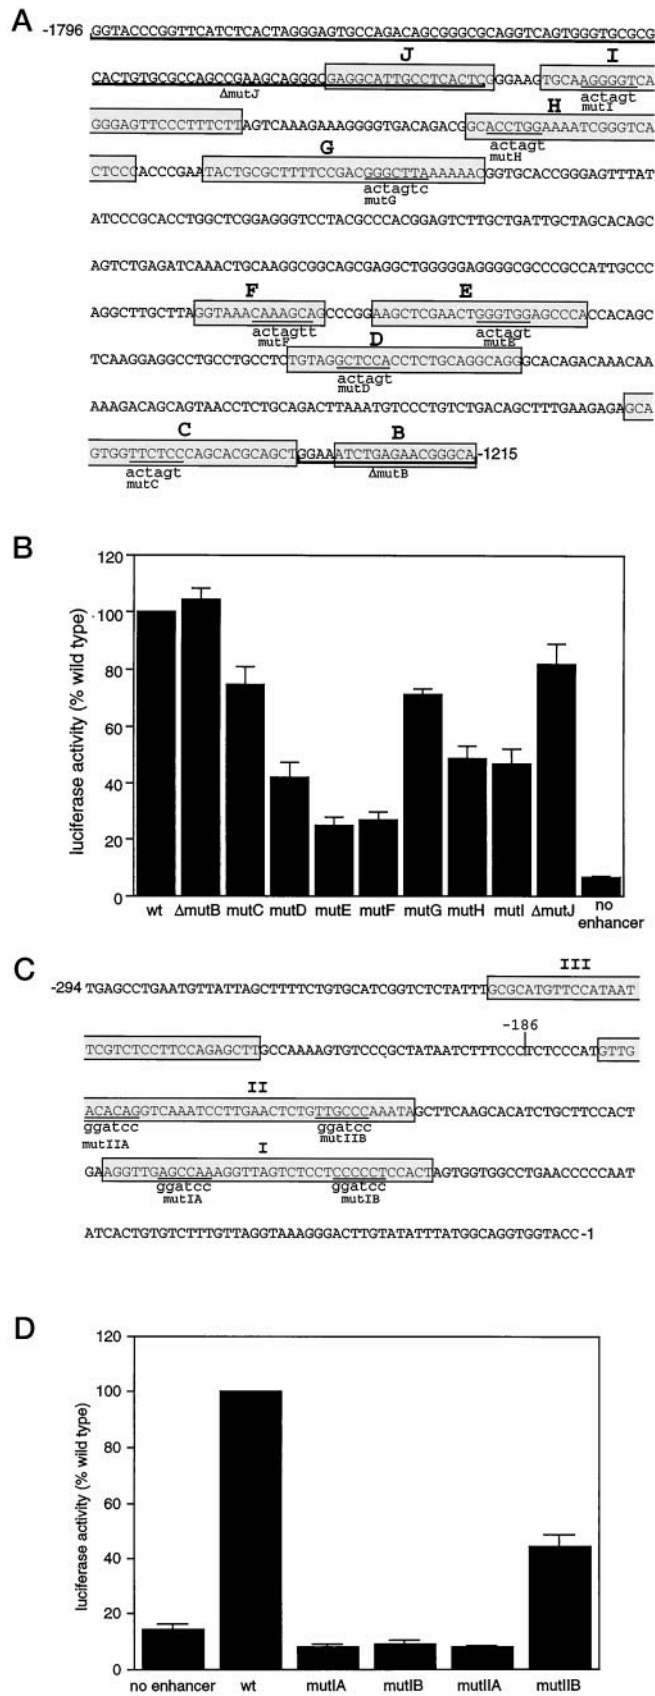 A
-1796 GGTACCCGGTTCATCTCACTAGGGAGTGCCAGACAGCGGGCGCAGGTCAGTGGGTGCGCG
J I
CACTGTGCGCCAGCCGAAGCAGGGCGAGGCATTGCCTCACTCGGGAAGTGCAAGGGGTCA
ΔmutJ actagt
mutI
H
GGGAGTTCCCTTTCTTAGTCAAAGAAAGGGGTGACAGACGGCACCTGGAAAATCGGGTCA
actagt
mutH
G
CTCCCACCCGAATACTGCGCTTTTCCGACGGGCTTAAAAAACGGTGCACCGGGAGTTTAT
actagtc
mutG
ATCCCGCACCTGGCTCGGAGGGTCCTACGCCCACGGAGTCTTGCTGATTGCTAGCACAGC
AGTCTGAGATCAAACTGCAAGGCGGCAGCGAGGCTGGGGGAGGGGCGCCCGCCATTGCCC
F E
AGGCTTGCTTAGGTAAACAAAGCAGCCCGGAAGCTCGAACTGGGTGGAGCCCACCACAGC
actagtt actagt
mutF mutE
D
TCAAGGAGGCCTGCCTGCCTCTGTAGGCTCCACCTCTGCAGGCAGGGCACAGACAAACAA
actagt
mutD
AAAGACAGCAGTAACCTCTGCAGACTTAAATGTCCCTGTCTGACAGCTTTGAAGAGAGCA
C B
GTGGTTCTCCCAGCACGCAGCTGGAAATCTGAGAACGGGCA-1215
actagt ΔmutB
mutC
B
luciferase activity (% wild type)
120
100
80
60
40
20
0
wt ΔmutB mutC mutD mutE mutF mutG mutH mutI ΔmutJ no enhancer
C
III
-294 TGAGCCTGAATGTTATTAGCTTTTCTGTGCATCGGTCTCTATTTGCGCATGTTCCATAAT
-186
TCGTCTCCTTCCAGAGCTTGCCAAAAGTGTCCCGCTATAATCTTTCCCTCTCCCATGTTG
II
ACACAGGTCAAATCCTTGAACTCTGTTGCCCAAATAGCTTCAAGCACATCTGCTTCCACT
ggatcc ggatcc
mutIIA mutIIB
I
GAAGGTTGAGCCAAAGGTTAGTCTCCTCCCCCTCCACTAGTGGTGGCCTGAACCCCCAAT
ggatcc ggatcc
mutIA mutIB
ATCACTGTGTCTTTGTTAGGTAAAGGGACTTGTATATTTATGGCAGGTGGTACC-1
D
luciferase activity (% wild type)
120
100
80
60
40
20
0
no enhancer wt mutIA mutIB mutIIA mutIIB